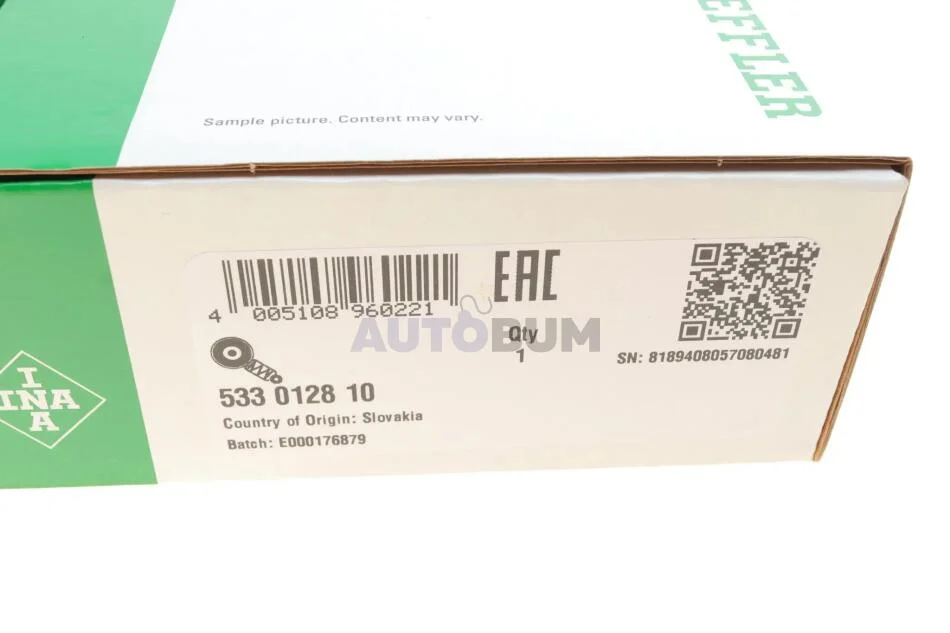 EFFLER
Sample picture. Content may vary.
4 005108 960221
EAC
AUTOBUM
Qty
1
SN: 8189408057080481
533 0128 10
Country of Origin: Slovakia
Batch: E000176879
I
INA
A